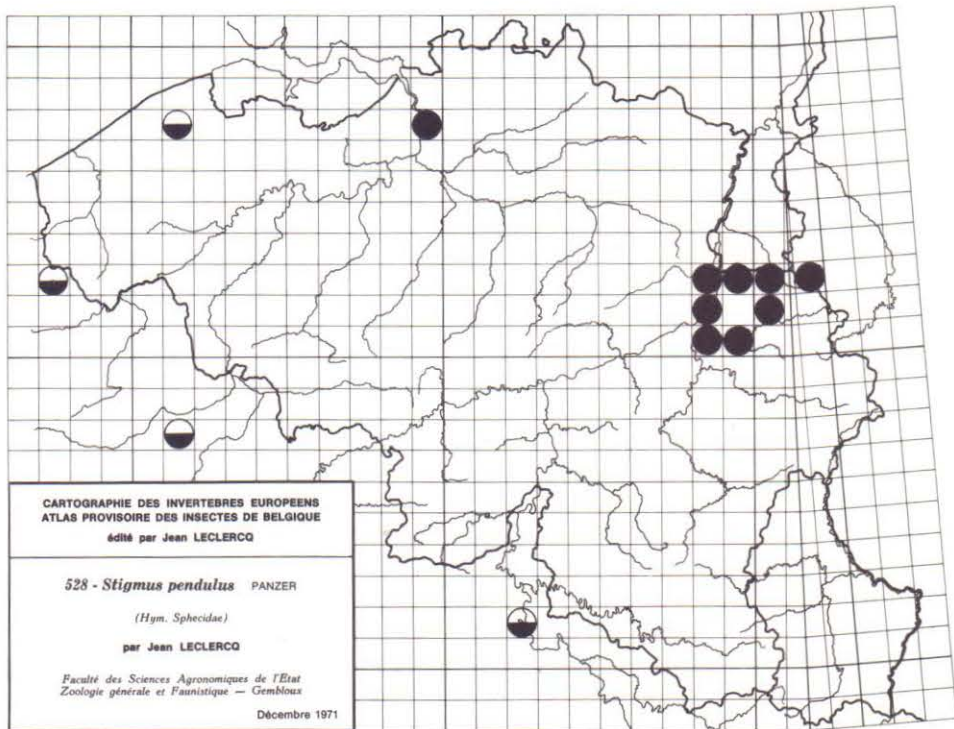 CARTOGRAPHIE DES INVERTEBRES EUROPEENS
ATLAS PROVISOIRE DES INSECTES DE BELGIQUE
édité par Jean LECLERCQ
528 - Stigmus pendulus PANZER
(Hym. Sphecidae)
par Jean LECLERCQ
Faculté des Sciences Agronomiques de l'Etat
Zoologie générale et Faunistique — Gembloux
Décembre 1971